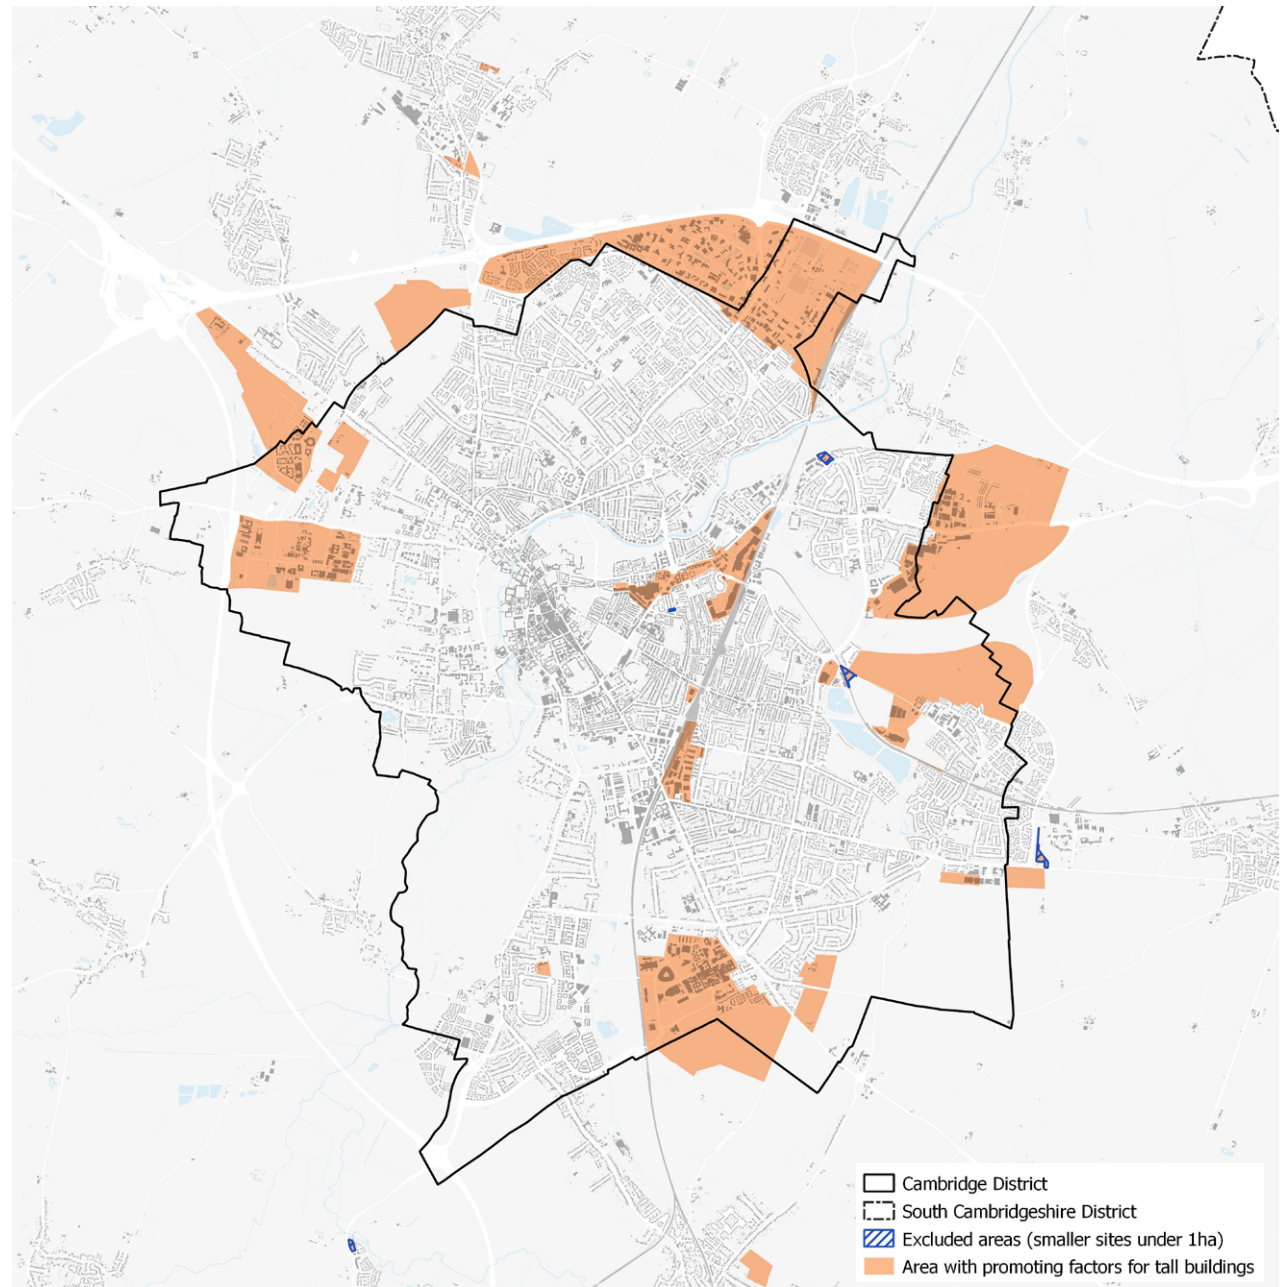 Cambridge District
South Cambridgeshire District
Excluded areas (smaller sites under 1ha)
Area with promoting factors for tall buildings